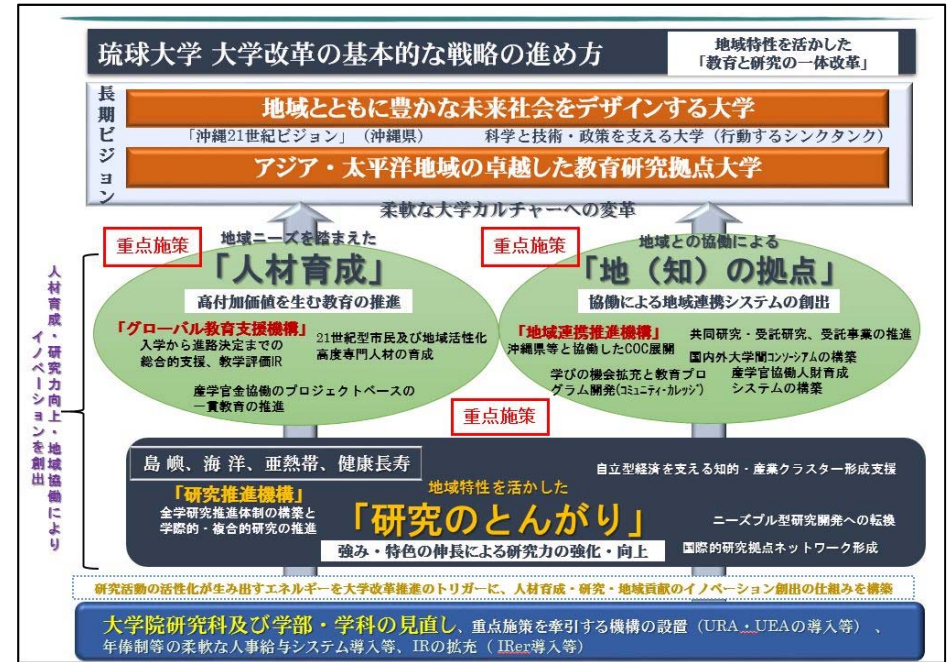 琉球大学 大学改革の基本的な戦略の進め方
地域特性を活かした
「教育と研究の一体改革」
長期ビジョン
地域とともに豊かな未来社会をデザインする大学
「沖縄21世紀ビジョン」（沖縄県）
科学と技術・政策を支える大学（行動するシンクタンク）
アジア・太平洋地域の卓越した教育研究拠点大学
柔軟な大学カルチャーへの変革
人材育成・研究力向上・地域協働により
イノベーションを創出
重点施策
地域ニーズを踏まえた
「人材育成」
高付加価値を生む教育の推進
「グローバル教育支援機構」
入学から進路決定までの
総合的支援、教学評価IR
21世紀型市民及び地域活性化
高度専門人材の育成
産学官金協働のプロジェクトベースの
一貫教育の推進
重点施策
地域との協働による
「地（知）の拠点」
協働による地域連携システムの創出
「地域連携推進機構」
沖縄県等と協働したCOC展開
学びの機会拡充と教育プロ
グラム開発(ｺﾐｭﾆﾃｨ･ｶﾚｯｼﾞ)
共同研究・受託研究、受託事業の推進
国内外大学間ｺﾝｿｰｼｱﾑの構築
産学官協働人財育成
システムの構築
重点施策
島嶼、海洋、亜熱帯、健康長寿
「研究推進機構」
全学研究推進体制の構築と
学際的・複合的研究の推進
地域特性を活かした
「研究のとんがり」
強み・特色の伸長による研究力の強化・向上
自立型経済を支える知的・産業クラスター形成支援
ニーズプル型研究開発への転換
国際的研究拠点ネットワーク形成
研究活動の活性化が生み出すエネルギーを大学改革推進のトリガーに、人材育成・研究・地域貢献のイノベーション創出の仕組みを構築
大学院研究科及び学部・学科の見直し、重点施策を牽引する機構の設置（URA・UEAの導入等）、
年俸制等の柔軟な人事給与システム導入等、IRの拡充（IRer導入等）